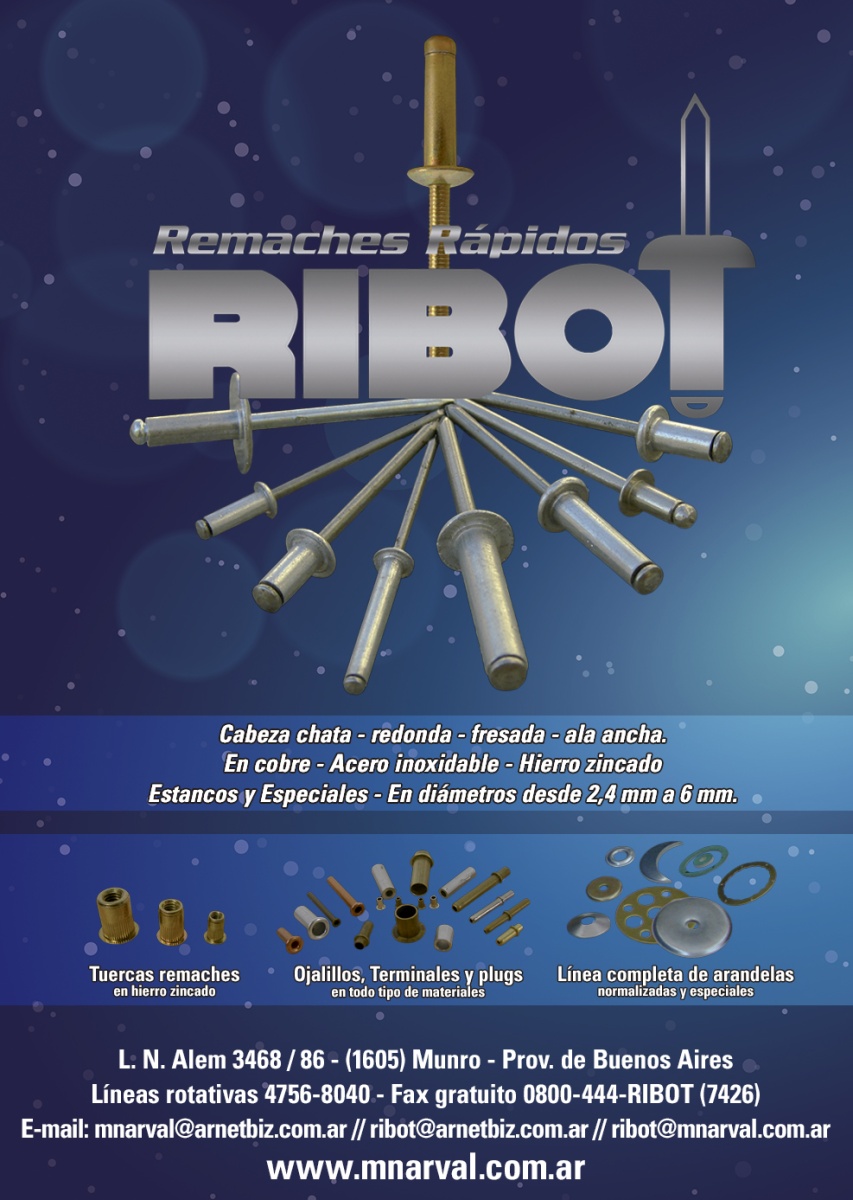 Remaches Rápidos
RIBOT
Cabeza chata - redonda - fresada - ala ancha.
En cobre - Acero inoxidable - Hierro zincado
Estancos y Especiales - En diámetros desde 2,4 mm a 6 mm.
Tuercas remaches
en hierro zincado
Ojalillos, Terminales y plugs
en todo tipo de materiales
Línea completa de arandelas
normalizadas y especiales
L. N. Alem 3468 / 86 - (1605) Munro - Prov. de Buenos Aires
Líneas rotativas 4756-8040 - Fax gratuito 0800-444-RIBOT (7426)
E-mail: mnarval@arnetbiz.com.ar // ribot@arnetbiz.com.ar // ribot@mnarval.com.ar
www.mnarval.com.ar